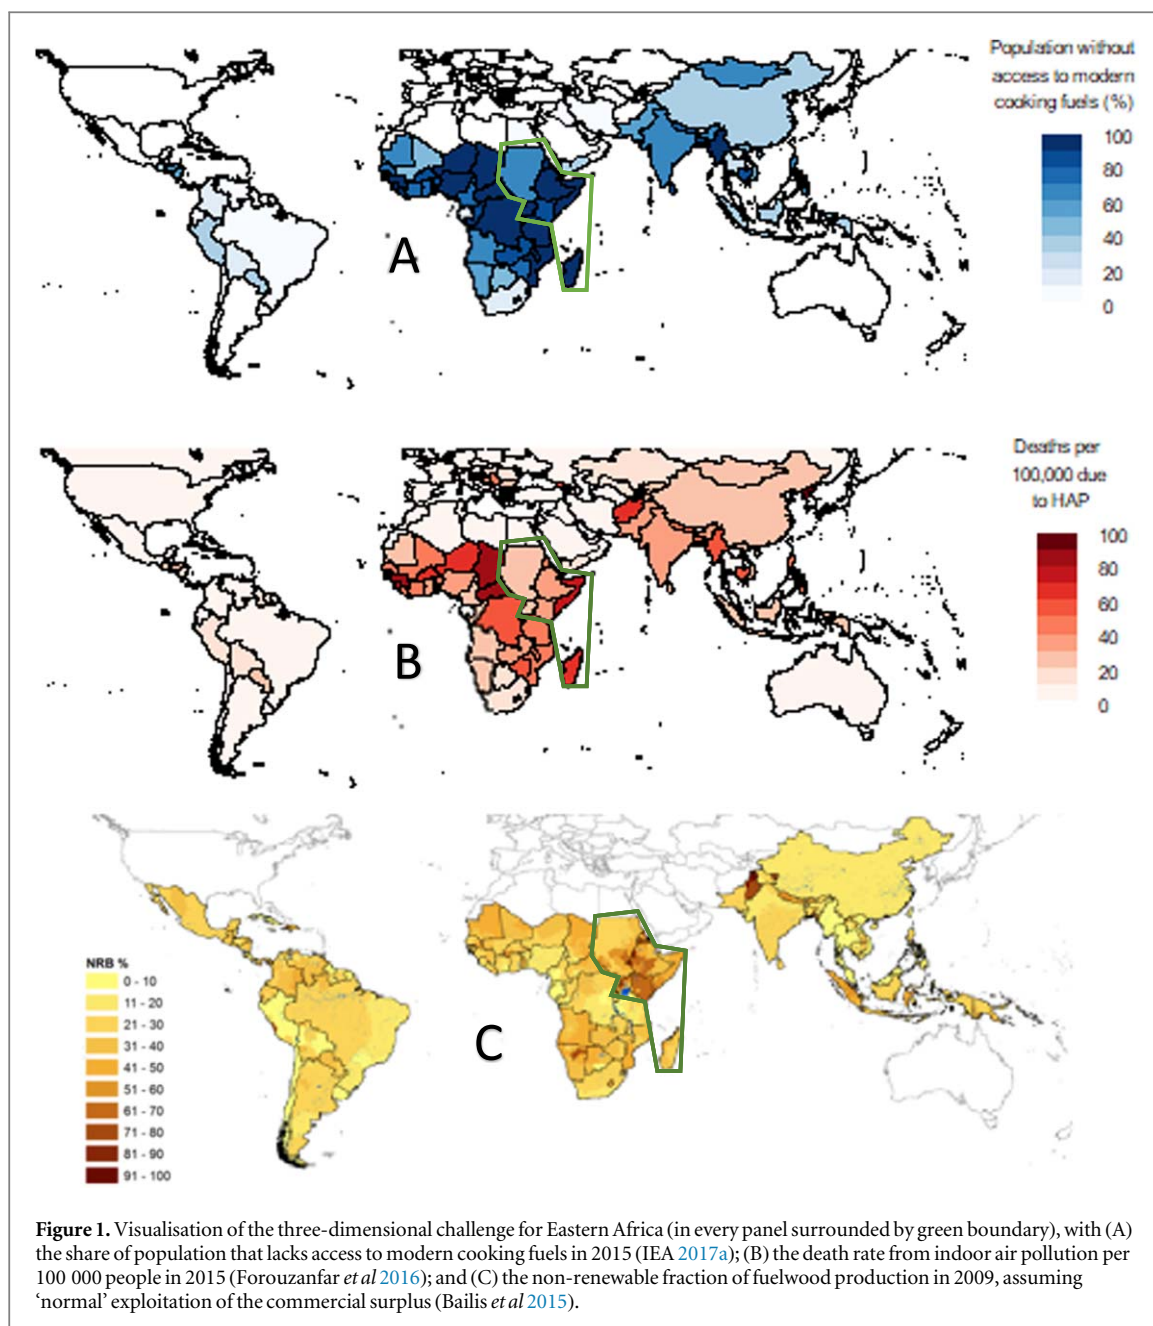 Population without
access to modern
cooking fuels (%)
100
80
60
40
20
0
A
Deaths per
100,000 due
to HAP
100
80
60
40
20
0
B
NRB %
0 - 10
11 - 20
21 - 30
31 - 40
41 - 50
51 - 60
61 - 70
71 - 80
81 - 90
91 - 100
C
Figure 1. Visualisation of the three-dimensional challenge for Eastern Africa (in every panel surrounded by green boundary), with (A)
the share of population that lacks access to modern cooking fuels in 2015 (IEA 2017a); (B) the death rate from indoor air pollution per
100 000 people in 2015 (Forouzanfar et al 2016); and (C) the non-renewable fraction of fuelwood production in 2009, assuming
‘normal’ exploitation of the commercial surplus (Bailis et al 2015).